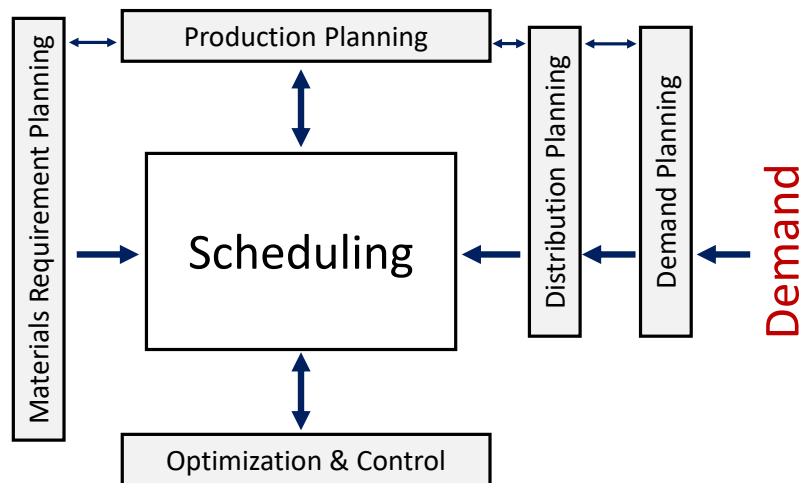 Production Planning
Materials Requirement Planning
Scheduling
Distribution Planning
Demand Planning
Demand
Optimization & Control